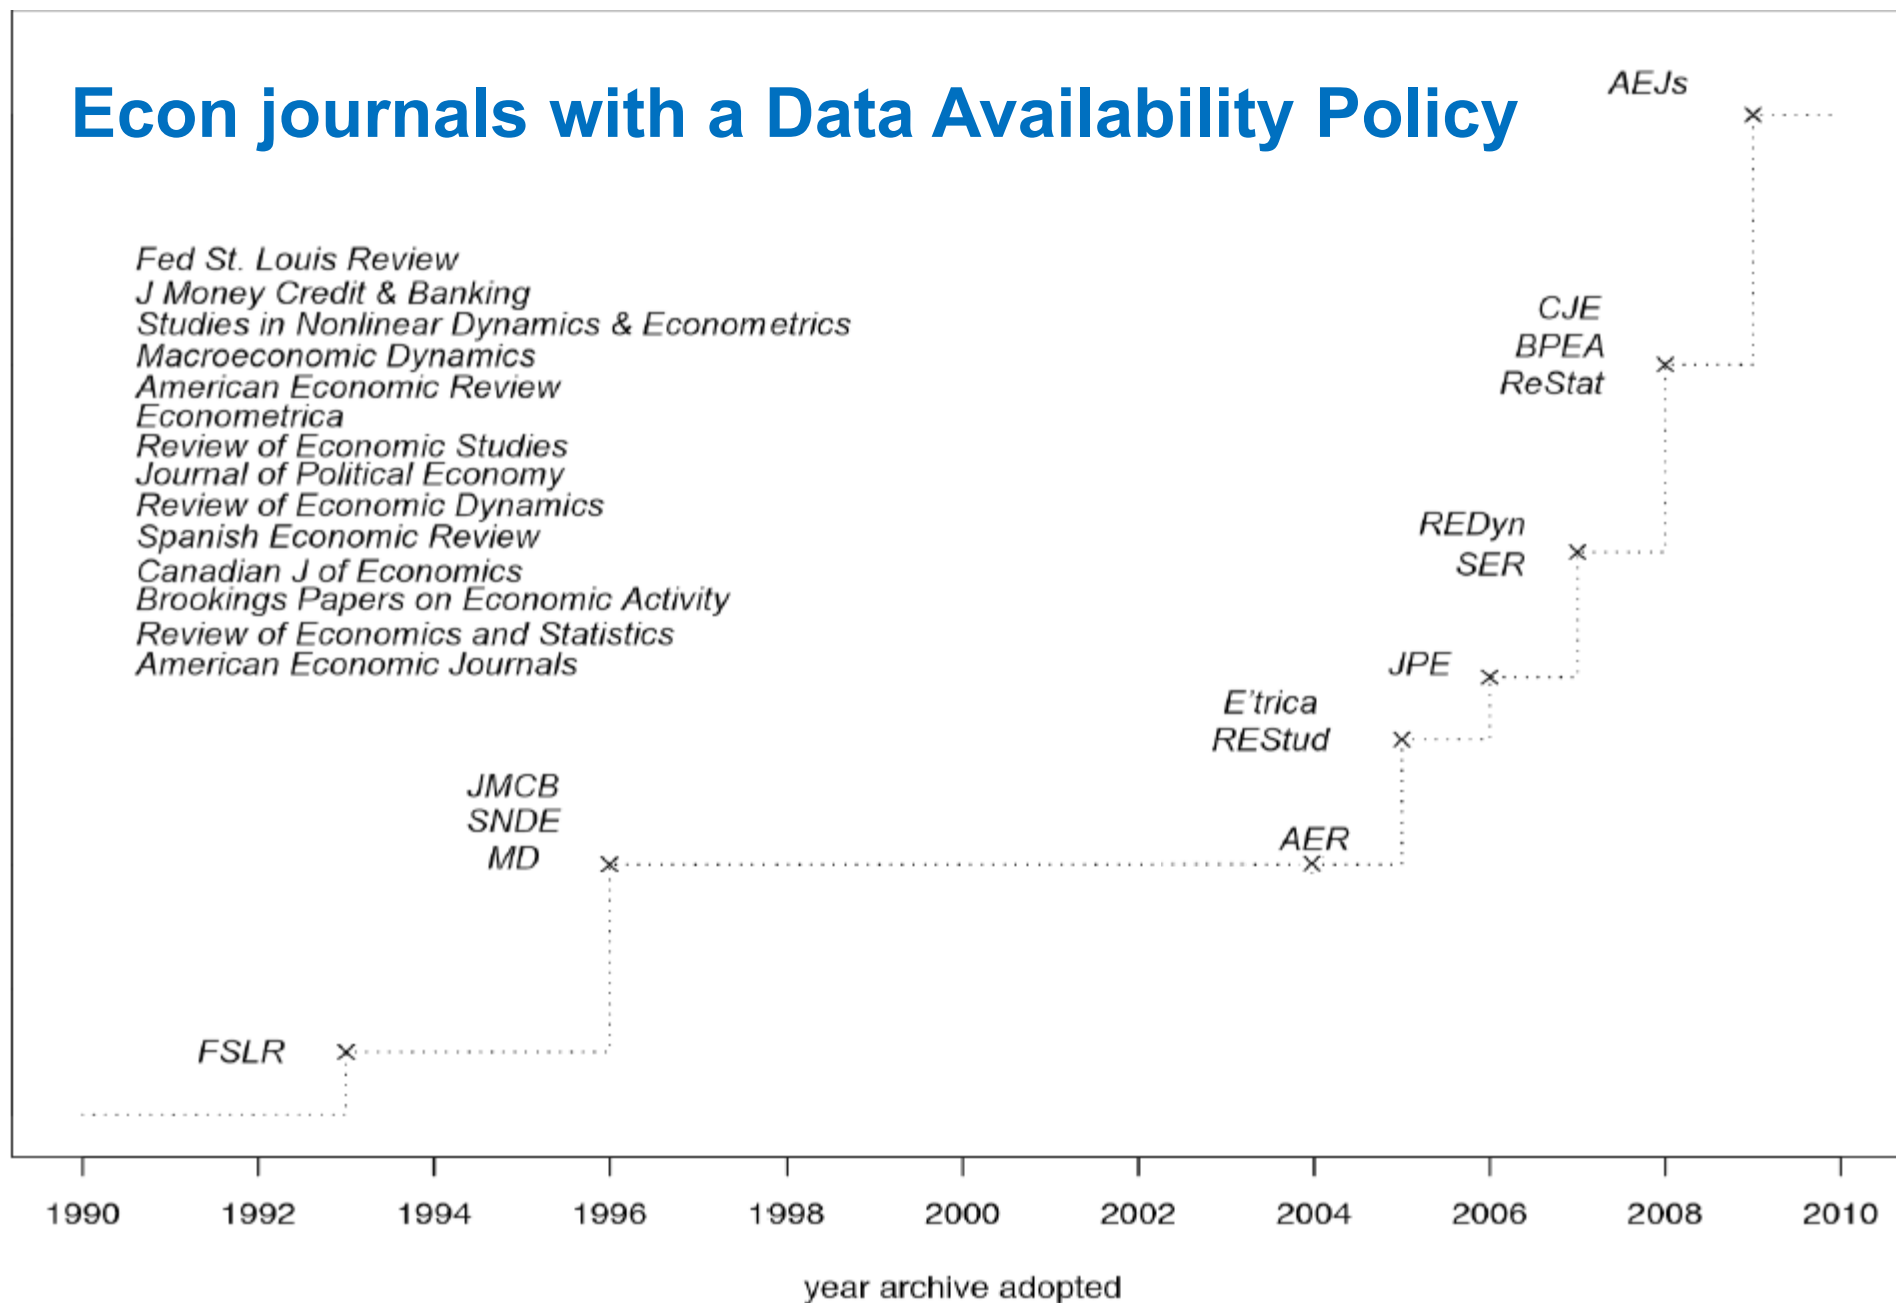 Econ journals with a Data Availability Policy
AEJs
Fed St. Louis Review
J Money Credit & Banking
Studies in Nonlinear Dynamics & Econometrics
Macroeconomic Dynamics
American Economic Review
Econometrica
Review of Economic Studies
Journal of Political Economy
Review of Economic Dynamics
Spanish Economic Review
Canadian J of Economics
Brookings Papers on Economic Activity
Review of Economics and Statistics
American Economic Journals
CJE
BPEA
ReStat
REDyn
SER
JPE
E'trica
REStud
JMCB
SNDE
MD
AER
FSLR
1990 1992 1994 1996 1998 2000 2002 2004 2006 2008 2010
year archive adopted